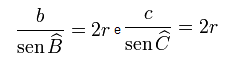 b/sen B̂ = 2r e c/sen Ĉ = 2r